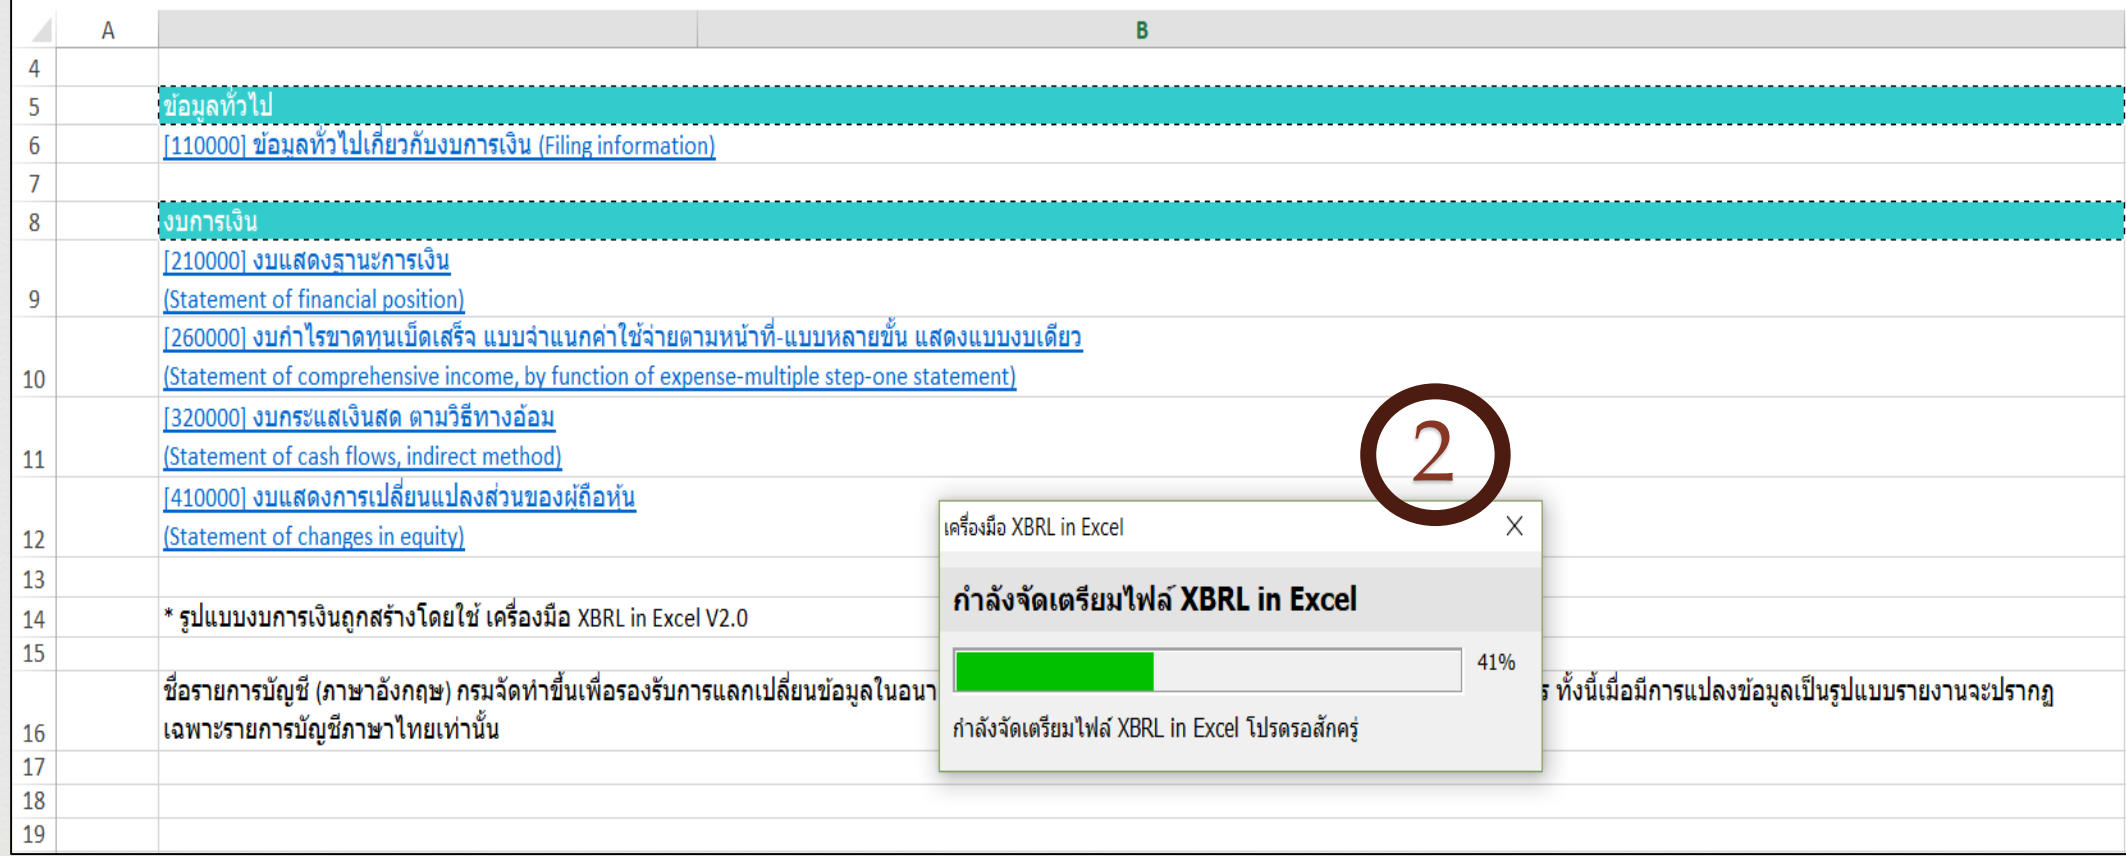 A B
4
5 ข้อมูลทั่วไป
6 [110000] ข้อมูลทั่วไปเกี่ยวกับงบการเงิน (Filing information)
7
8 งบการเงิน
[210000] งบแสดงฐานะการเงิน
9 (Statement of financial position)
[260000] งบกำไรขาดทุนเบ็ดเสร็จ แบบจำแนกค่าใช้จ่ายตามหน้าที่-แบบหลายขั้น แสดงแบบงบเดียว
10 (Statement of comprehensive income, by function of expense-multiple step-one statement)
[320000] งบกระแสเงินสด ตามวิธีทางอ้อม
11 (Statement of cash flows, indirect method)
[410000] งบแสดงการเปลี่ยนแปลงส่วนของผู้ถือหุ้น
12 (Statement of changes in equity)
13
14 * รูปแบบงบการเงินถูกสร้างโดยใช้ เครื่องมือ XBRL in Excel V2.0
15
ชื่อรายการบัญชี (ภาษาอังกฤษ) กรมจัดทำขึ้นเพื่อรองรับการแลกเปลี่ยนข้อมูลในอนา ร ทั้งนี้เมื่อมีการแปลงข้อมูลเป็นรูปแบบรายงานจะปรากฏ
16 เฉพาะรายการบัญชีภาษาไทยเท่านั้น
17
18
19
2
เครื่องมือ XBRL in Excel
กำลังจัดเตรียมไฟล์ XBRL in Excel
41%
กำลังจัดเตรียมไฟล์ XBRL in Excel โปรดรอสักครู่